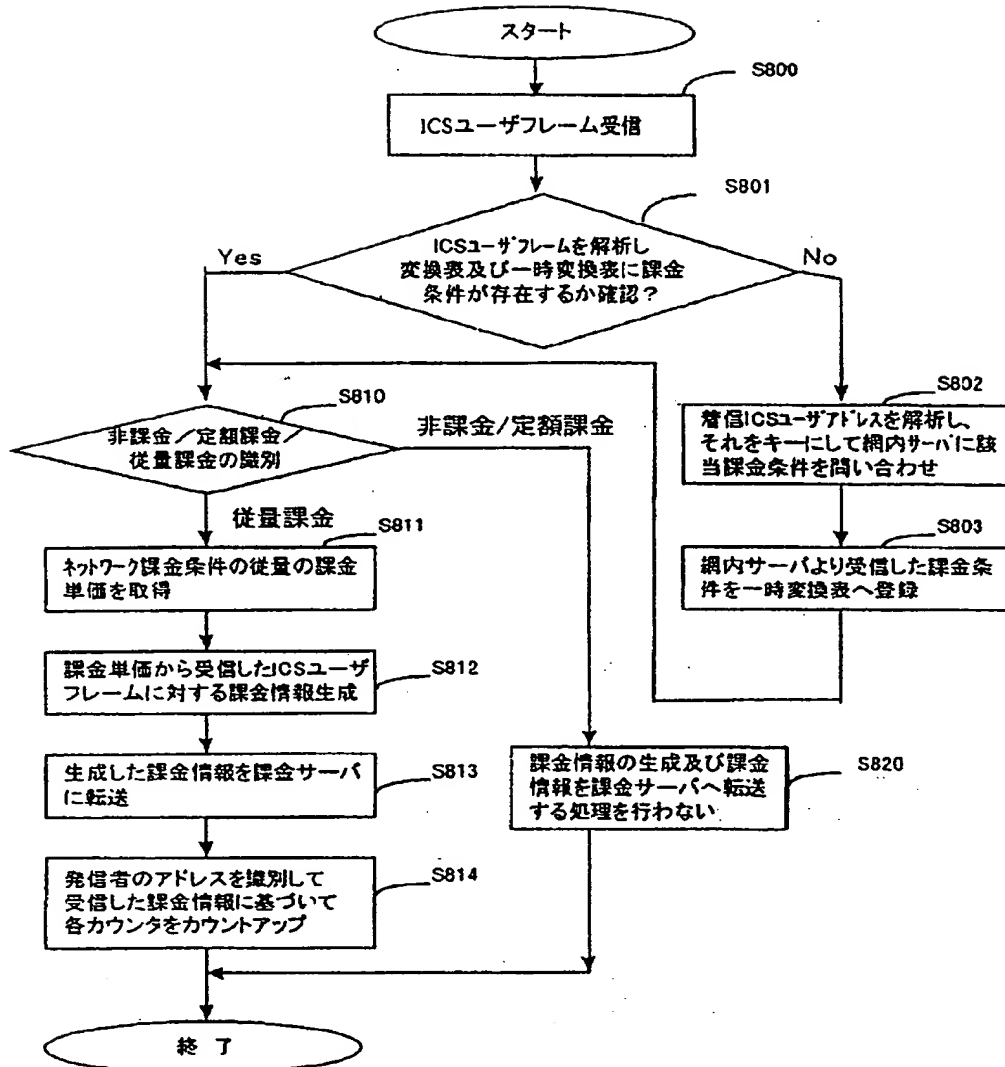 スタート
S800
ICSユーザフレーム受信
S801
ICSユーザフレームを解析し
変換表及び一時変換表に課金
条件が存在するか確認?
Yes
No
S802
着信ICSユーザアドレスを解析し、
それをキーにして網内サーバに該
当課金条件を問い合わせ
S803
網内サーバより受信した課金条
件を一時変換表へ登録
S810
非課金/定額課金/
従量課金の識別
非課金/定額課金
従量課金
S811
ネットワーク課金条件の従量の課金
単価を取得
課金単価から受信したICSユーザ
フレームに対する課金情報生成
S812
生成した課金情報を課金サーバ
に転送
S813
発信者のアドレスを識別して
受信した課金情報に基づいて
各カウンタをカウントアップ
S814
課金情報の生成及び課金
情報を課金サーバへ転送
する処理を行わない
S820
終了